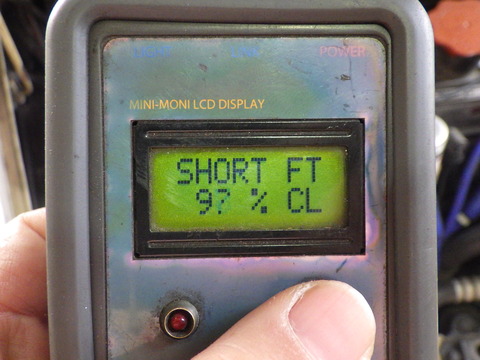 POWER
MINI-MONI LCD DISPLAY
SHORT FT
97 % CL